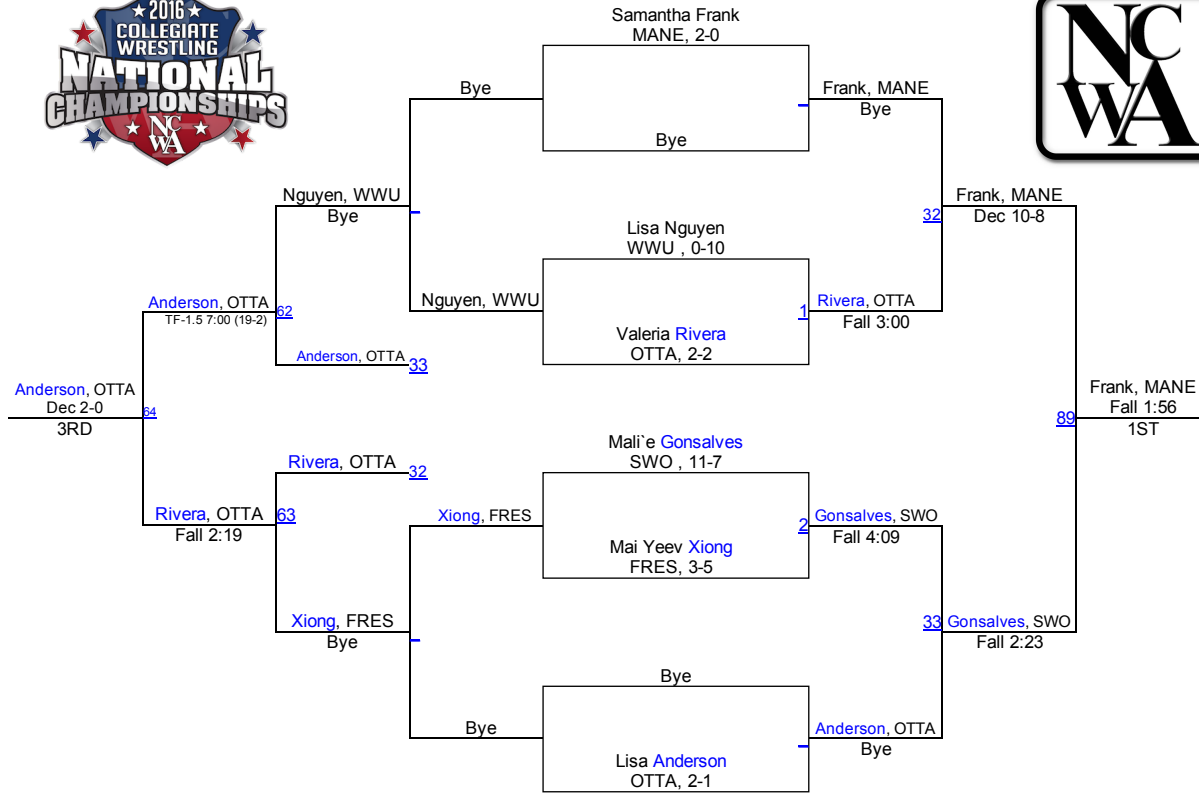 ★ 2016 ★
COLLEGIATE
WRESTLING
NATIONAL
CHAMPIONSHIPS
NC
WA
NC
WA
Samantha Frank
MANE, 2-0
Bye
Bye
Frank, MANE
Bye
Nguyen, WWU
Bye
Frank, MANE
32
Dec 10-8
Lisa Nguyen
WWU , 0-10
Nguyen, WWU
Valeria Rivera
OTTA, 2-2
1
Rivera, OTTA
Fall 3:00
Anderson, OTTA
62
TF-1.5 7:00 (19-2)
Anderson, OTTA
33
Anderson, OTTA
Dec 2-0
64
3RD
Frank, MANE
Fall 1:56
89
1ST
Mali`e Gonsalves
SWO , 11-7
Rivera, OTTA
32
Rivera, OTTA
63
Fall 2:19
Xiong, FRES
Mai Yeev Xiong
FRES, 3-5
2
Gonsalves, SWO
Fall 4:09
Xiong, FRES
Bye
33
Gonsalves, SWO
Fall 2:23
Bye
Bye
Lisa Anderson
OTTA, 2-1
Anderson, OTTA
Bye